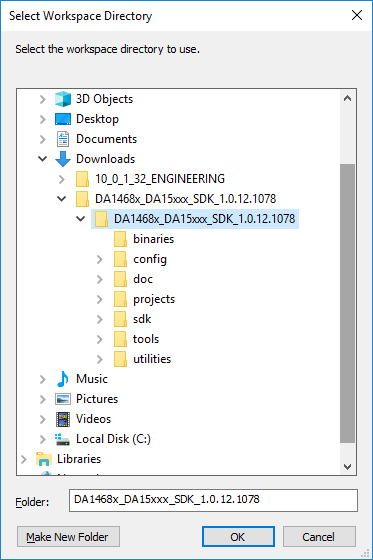 Select Workspace Directory
Select the workspace directory to use.
3D Objects
Desktop
Documents
Downloads
10_0_1_32_ENGINEERING
DA1468x_DA15xxx_SDK_1.0.12.1078
DA1468x_DA15xxx_SDK_1.0.12.1078
binaries
config
doc
projects
sdk
tools
utilities
Music
Pictures
Videos
Local Disk (C:)
Libraries
Folder: DA1468x_DA15xxx_SDK_1.0.12.1078
Make New Folder OK Cancel